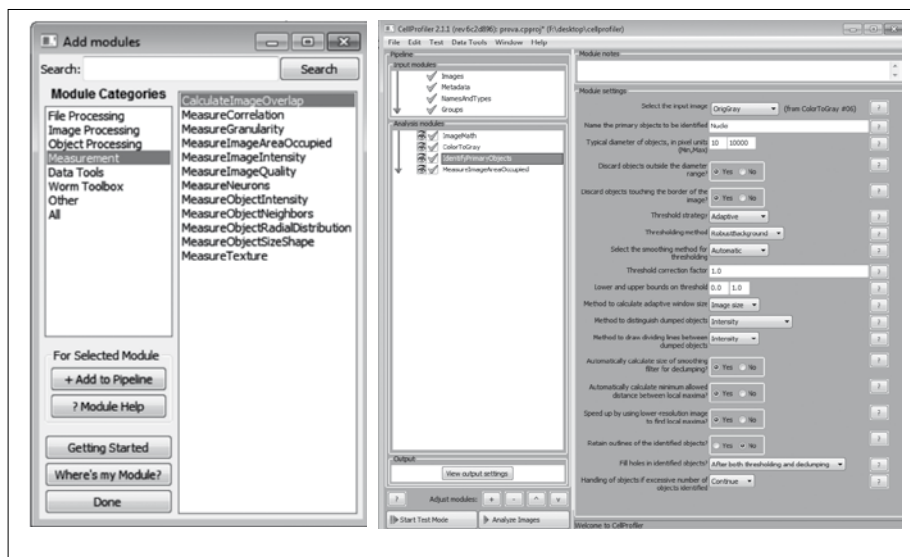 Add modules
Search:
Search
Module Categories
File Processing
Image Processing
Object Processing
Measurement
Data Tools
Worm Toolbox
Other
All
CalculateImageOverlap
MeasureCorrelation
MeasureGranularity
MeasureImageAreaOccupied
MeasureImageIntensity
MeasureImageQuality
MeasureNeurons
MeasureObjectIntensity
MeasureObjectNeighbors
MeasureObjectRadialDistribution
MeasureObjectSizeShape
MeasureTexture
For Selected Module
+ Add to Pipeline
? Module Help
Getting Started
Where's my Module?
Done
CellProfiler 2.1.1 (rev6c2d896): prova.cpproj* (F:\desktop\cellprofiler)
File Edit Test Data Tools Window Help
Pipeline
Input modules
Images
Metadata
NamesAndTypes
Groups
Analysis modules
ImageMath
ColorToGray
IdentifyPrimaryObjects
MeasureImageAreaOccupied
Output
View output settings
? Adjust modules: + - ^ v
Start Test Mode
Analyze Images
Module notes
Module settings
Select the input image OrigGray (from ColorToGray #06) ?
Name the primary objects to be identified Nuclei ?
Typical diameter of objects, in pixel units 10 10000 ?
(Min,Max)
Discard objects outside the diameter
range? Yes No ?
Discard objects touching the border of the
image? Yes No ?
Threshold strategy Adaptive ?
Thresholding method RobustBackground ?
Select the smoothing method for
thresholding Automatic ?
Threshold correction factor 1.0 ?
Lower and upper bounds on threshold 0.0 1.0 ?
Method to calculate adaptive window size Image size ?
Method to distinguish clumped objects Intensity ?
Method to draw dividing lines between
clumped objects Intensity ?
Automatically calculate size of smoothing
filter for declumping? Yes No ?
Automatically calculate minimum allowed
distance between local maxima? Yes No ?
Speed up by using lower-resolution image
to find local maxima? Yes No ?
Retain outlines of the identified objects? Yes No ?
Fill holes in identified objects? After both thresholding and declumping ?
Handling of objects if excessive number of
objects identified Continue ?
Welcome to CellProfiler